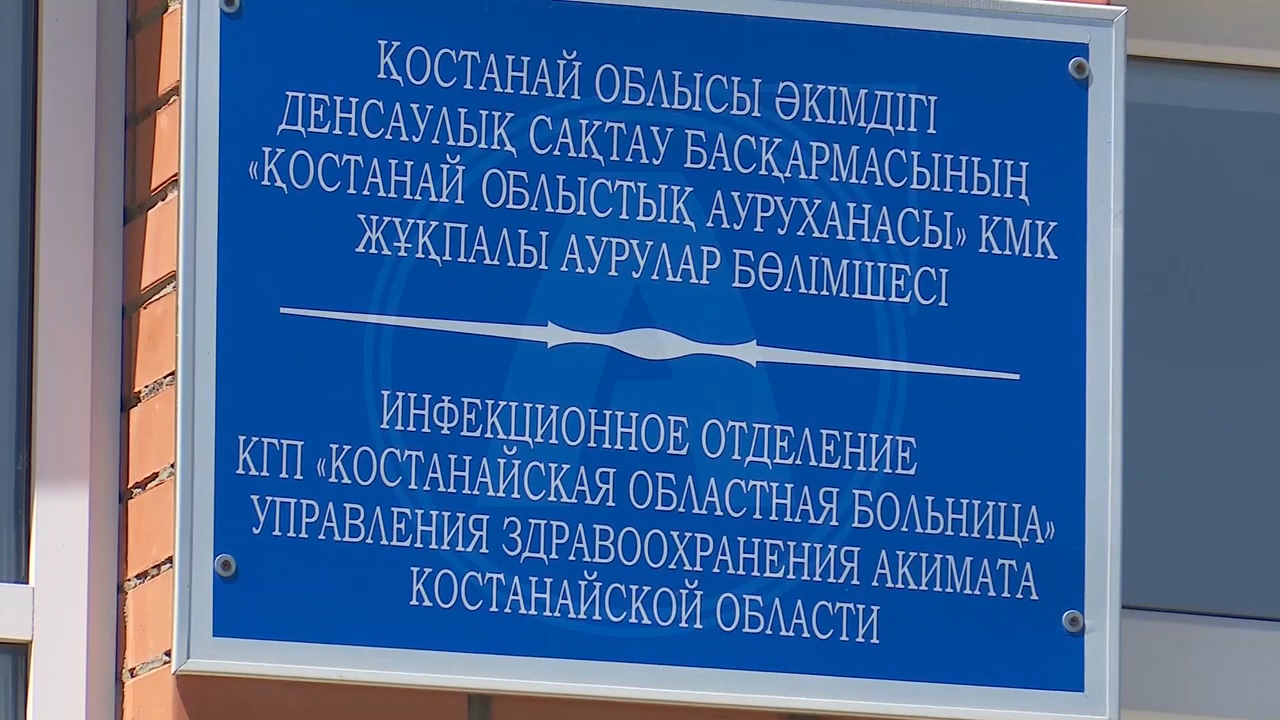 ҚОСТАНАЙ ОБЛЫСЫ ӘКІМДІГІ
ДЕНСАУЛЫҚ САҚТАУ БАСҚАРМАСЫНЫҢ
«ҚОСТАНАЙ ОБЛЫСТЫҚ АУРУХАНАСЫ» КМК
ЖҰҚПАЛЫ АУРУЛАР БӨЛІМШЕСІ
ИНФЕКЦИОННОЕ ОТДЕЛЕНИЕ
КГП «КОСТАНАЙСКАЯ ОБЛАСТНАЯ БОЛЬНИЦА»
УПРАВЛЕНИЯ ЗДРАВООХРАНЕНИЯ АКИМАТА
КОСТАНАЙСКОЙ ОБЛАСТИ